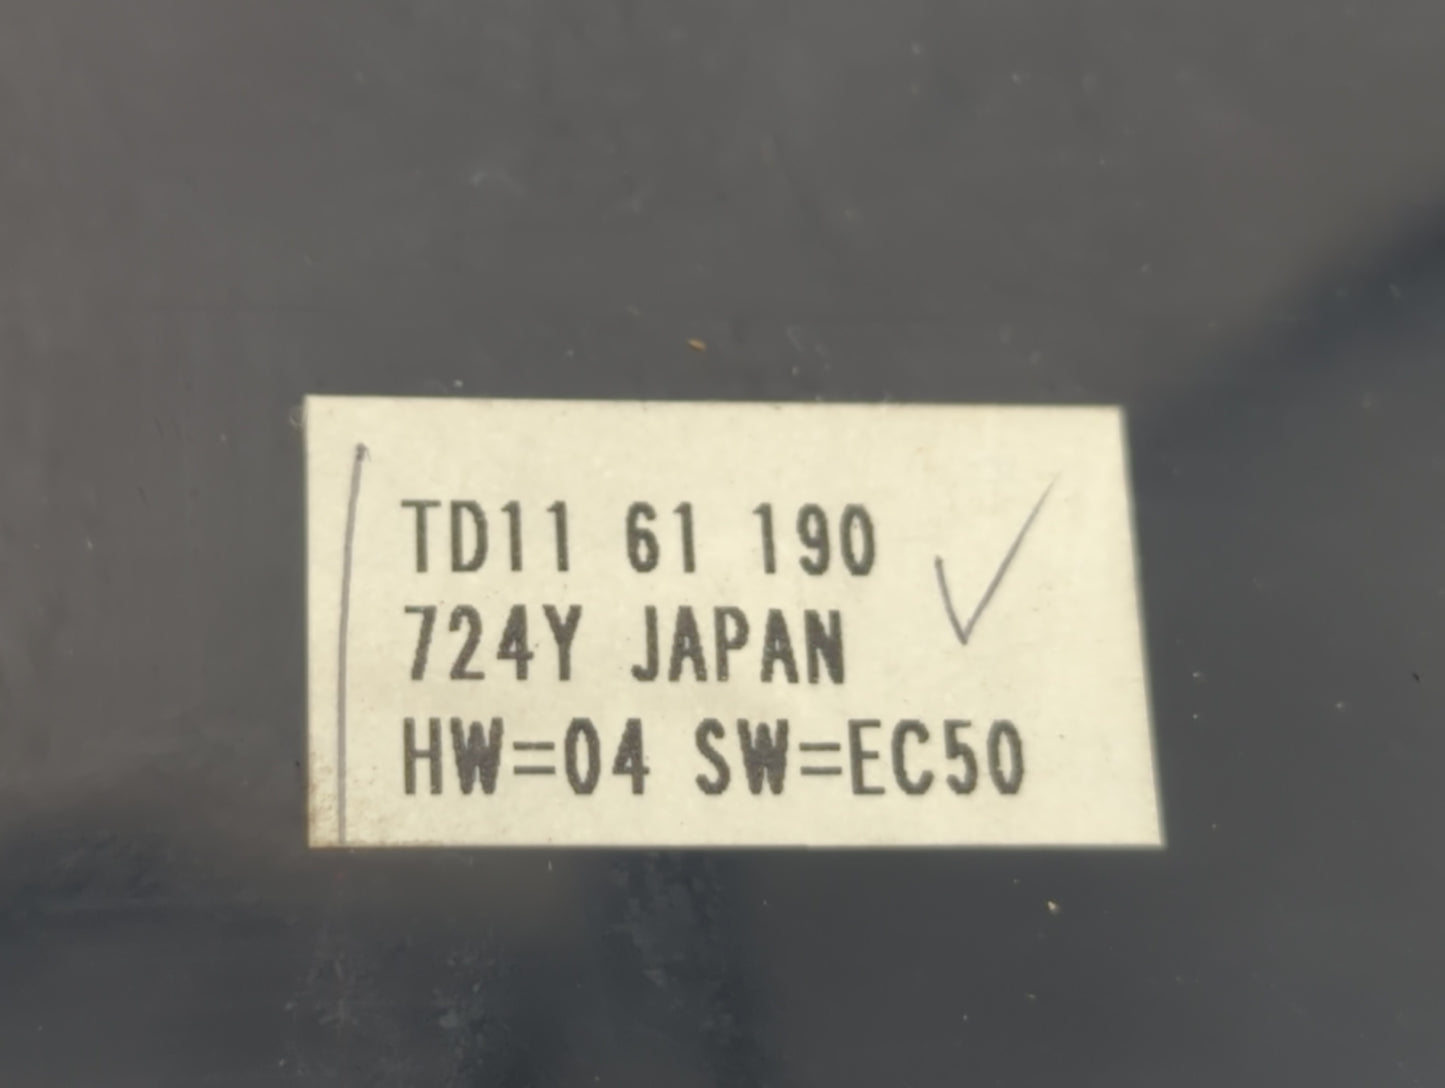 TD11 61 190
724Y JAPAN
HW=04 SW=EC50